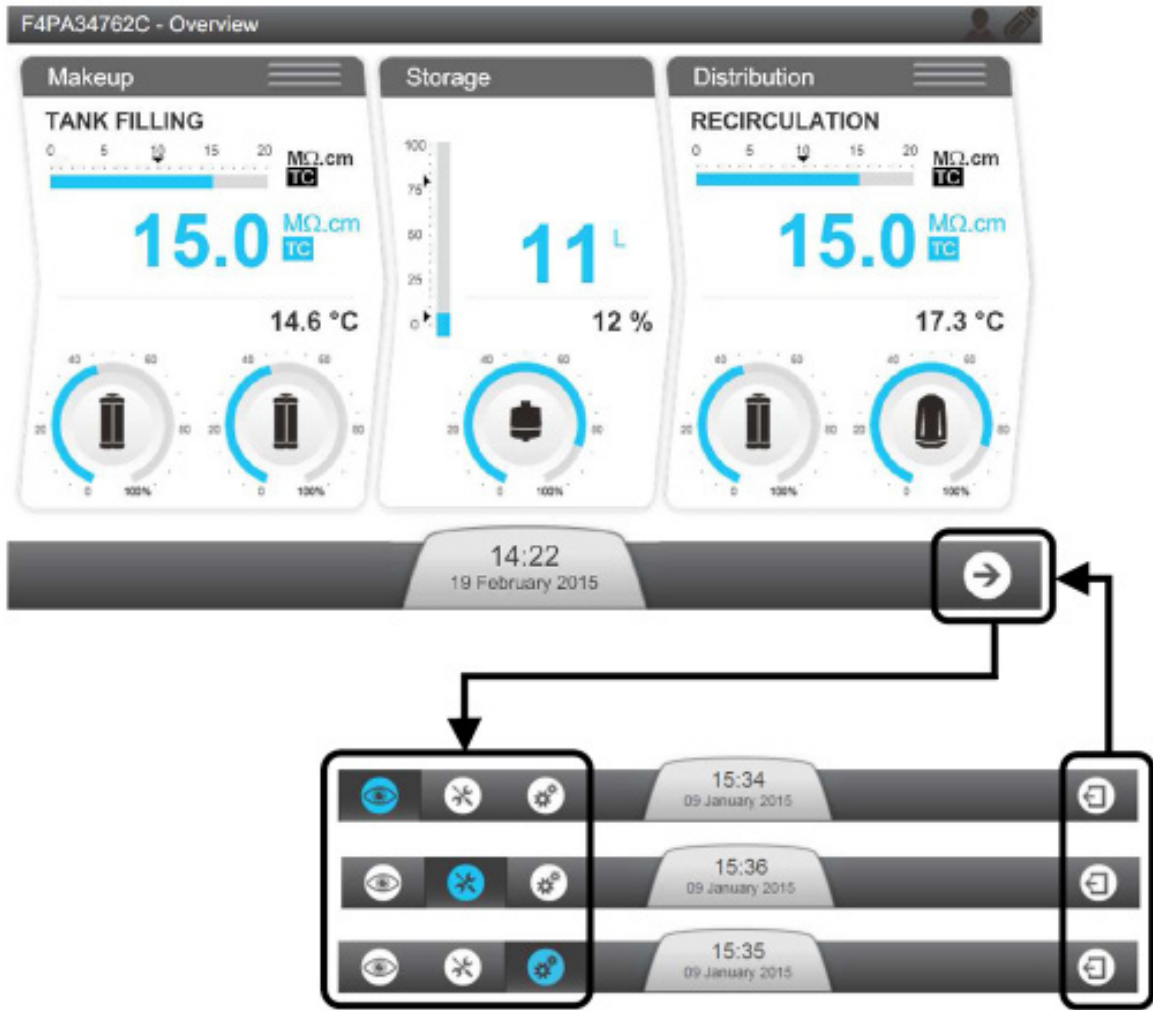 F4PA34762C - Overview
Makeup
TANK FILLING
0 5 10 15 20
MΩ.cm
TC
15.0 MΩ.cm
TC
14.6 °C
40 60
20 80
0 100%
40 60
20 80
0 100%
Storage
100
75
50
25
0
11 L
12 %
40 60
20 80
0 100%
Distribution
RECIRCULATION
0 5 10 15 20
MΩ.cm
TC
15.0 MΩ.cm
TC
17.3 °C
40 60
20 80
0 100%
40 60
20 80
0 100%
14:22
19 February 2015
15:34
09 January 2015
15:36
09 January 2015
15:35
09 January 2015